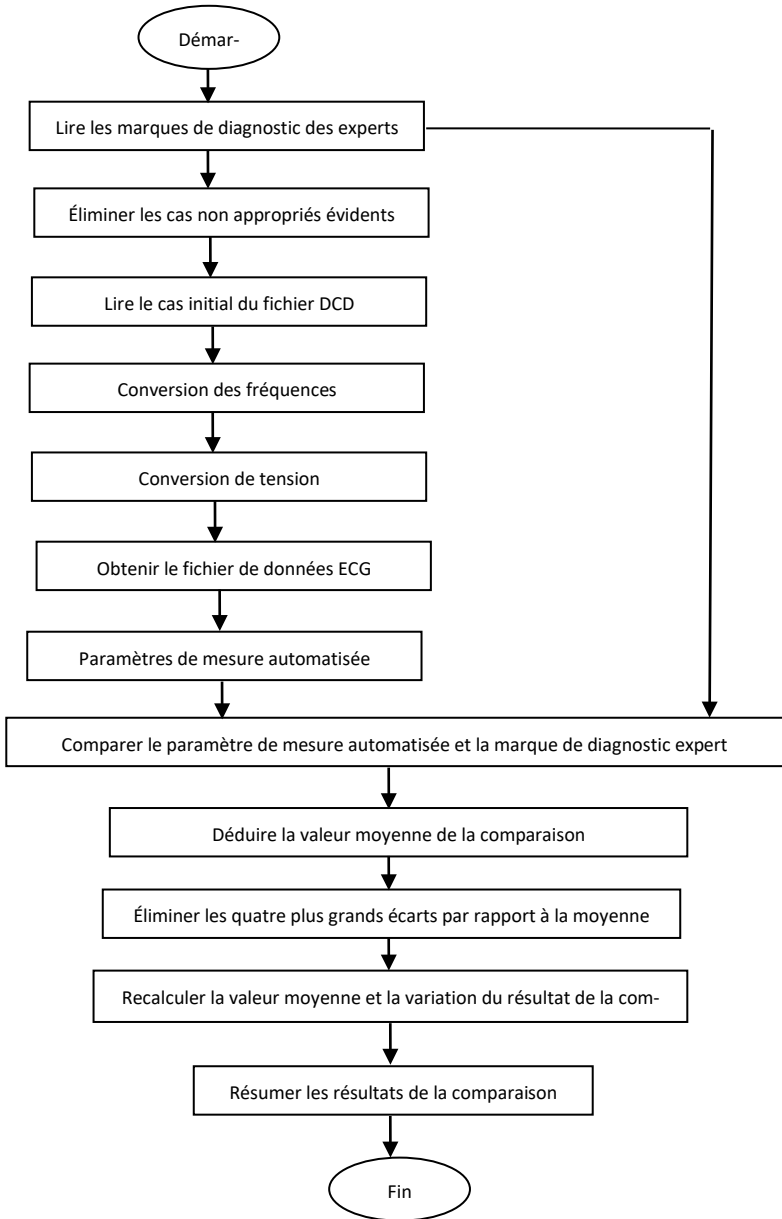 Démar-
Lire les marques de diagnostic des experts
Éliminer les cas non appropriés évidents
Lire le cas initial du fichier DCD
Conversion des fréquences
Conversion de tension
Obtenir le fichier de données ECG
Paramètres de mesure automatisée
Comparer le paramètre de mesure automatisée et la marque de diagnostic expert
Déduire la valeur moyenne de la comparaison
Éliminer les quatre plus grands écarts par rapport à la moyenne
Recalculer la valeur moyenne et la variation du résultat de la com-
Résumer les résultats de la comparaison
Fin